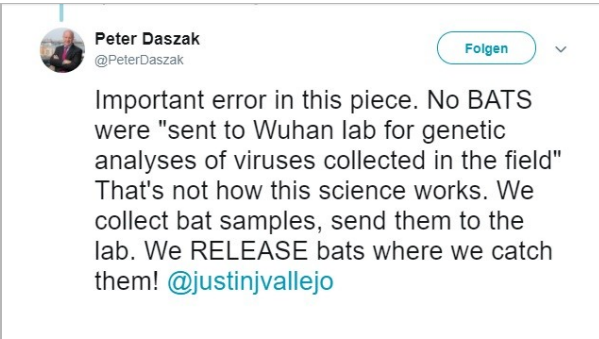 Peter Daszak
@PeterDaszak
Folgen
Important error in this piece. No BATS
were "sent to Wuhan lab for genetic
analyses of viruses collected in the field"
That's not how this science works. We
collect bat samples, send them to the
lab. We RELEASE bats where we catch
them! @justinjvallejo